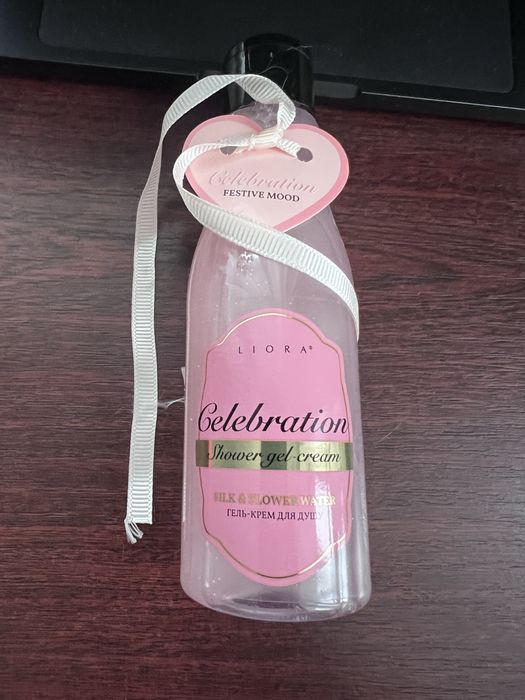 Celebration
FESTIVE MOOD
LIORA®
Celebration
Shower gel-cream
SILK & FLOWER WATER
ГЕЛЬ-КРЕМ ДЛЯ ДУША